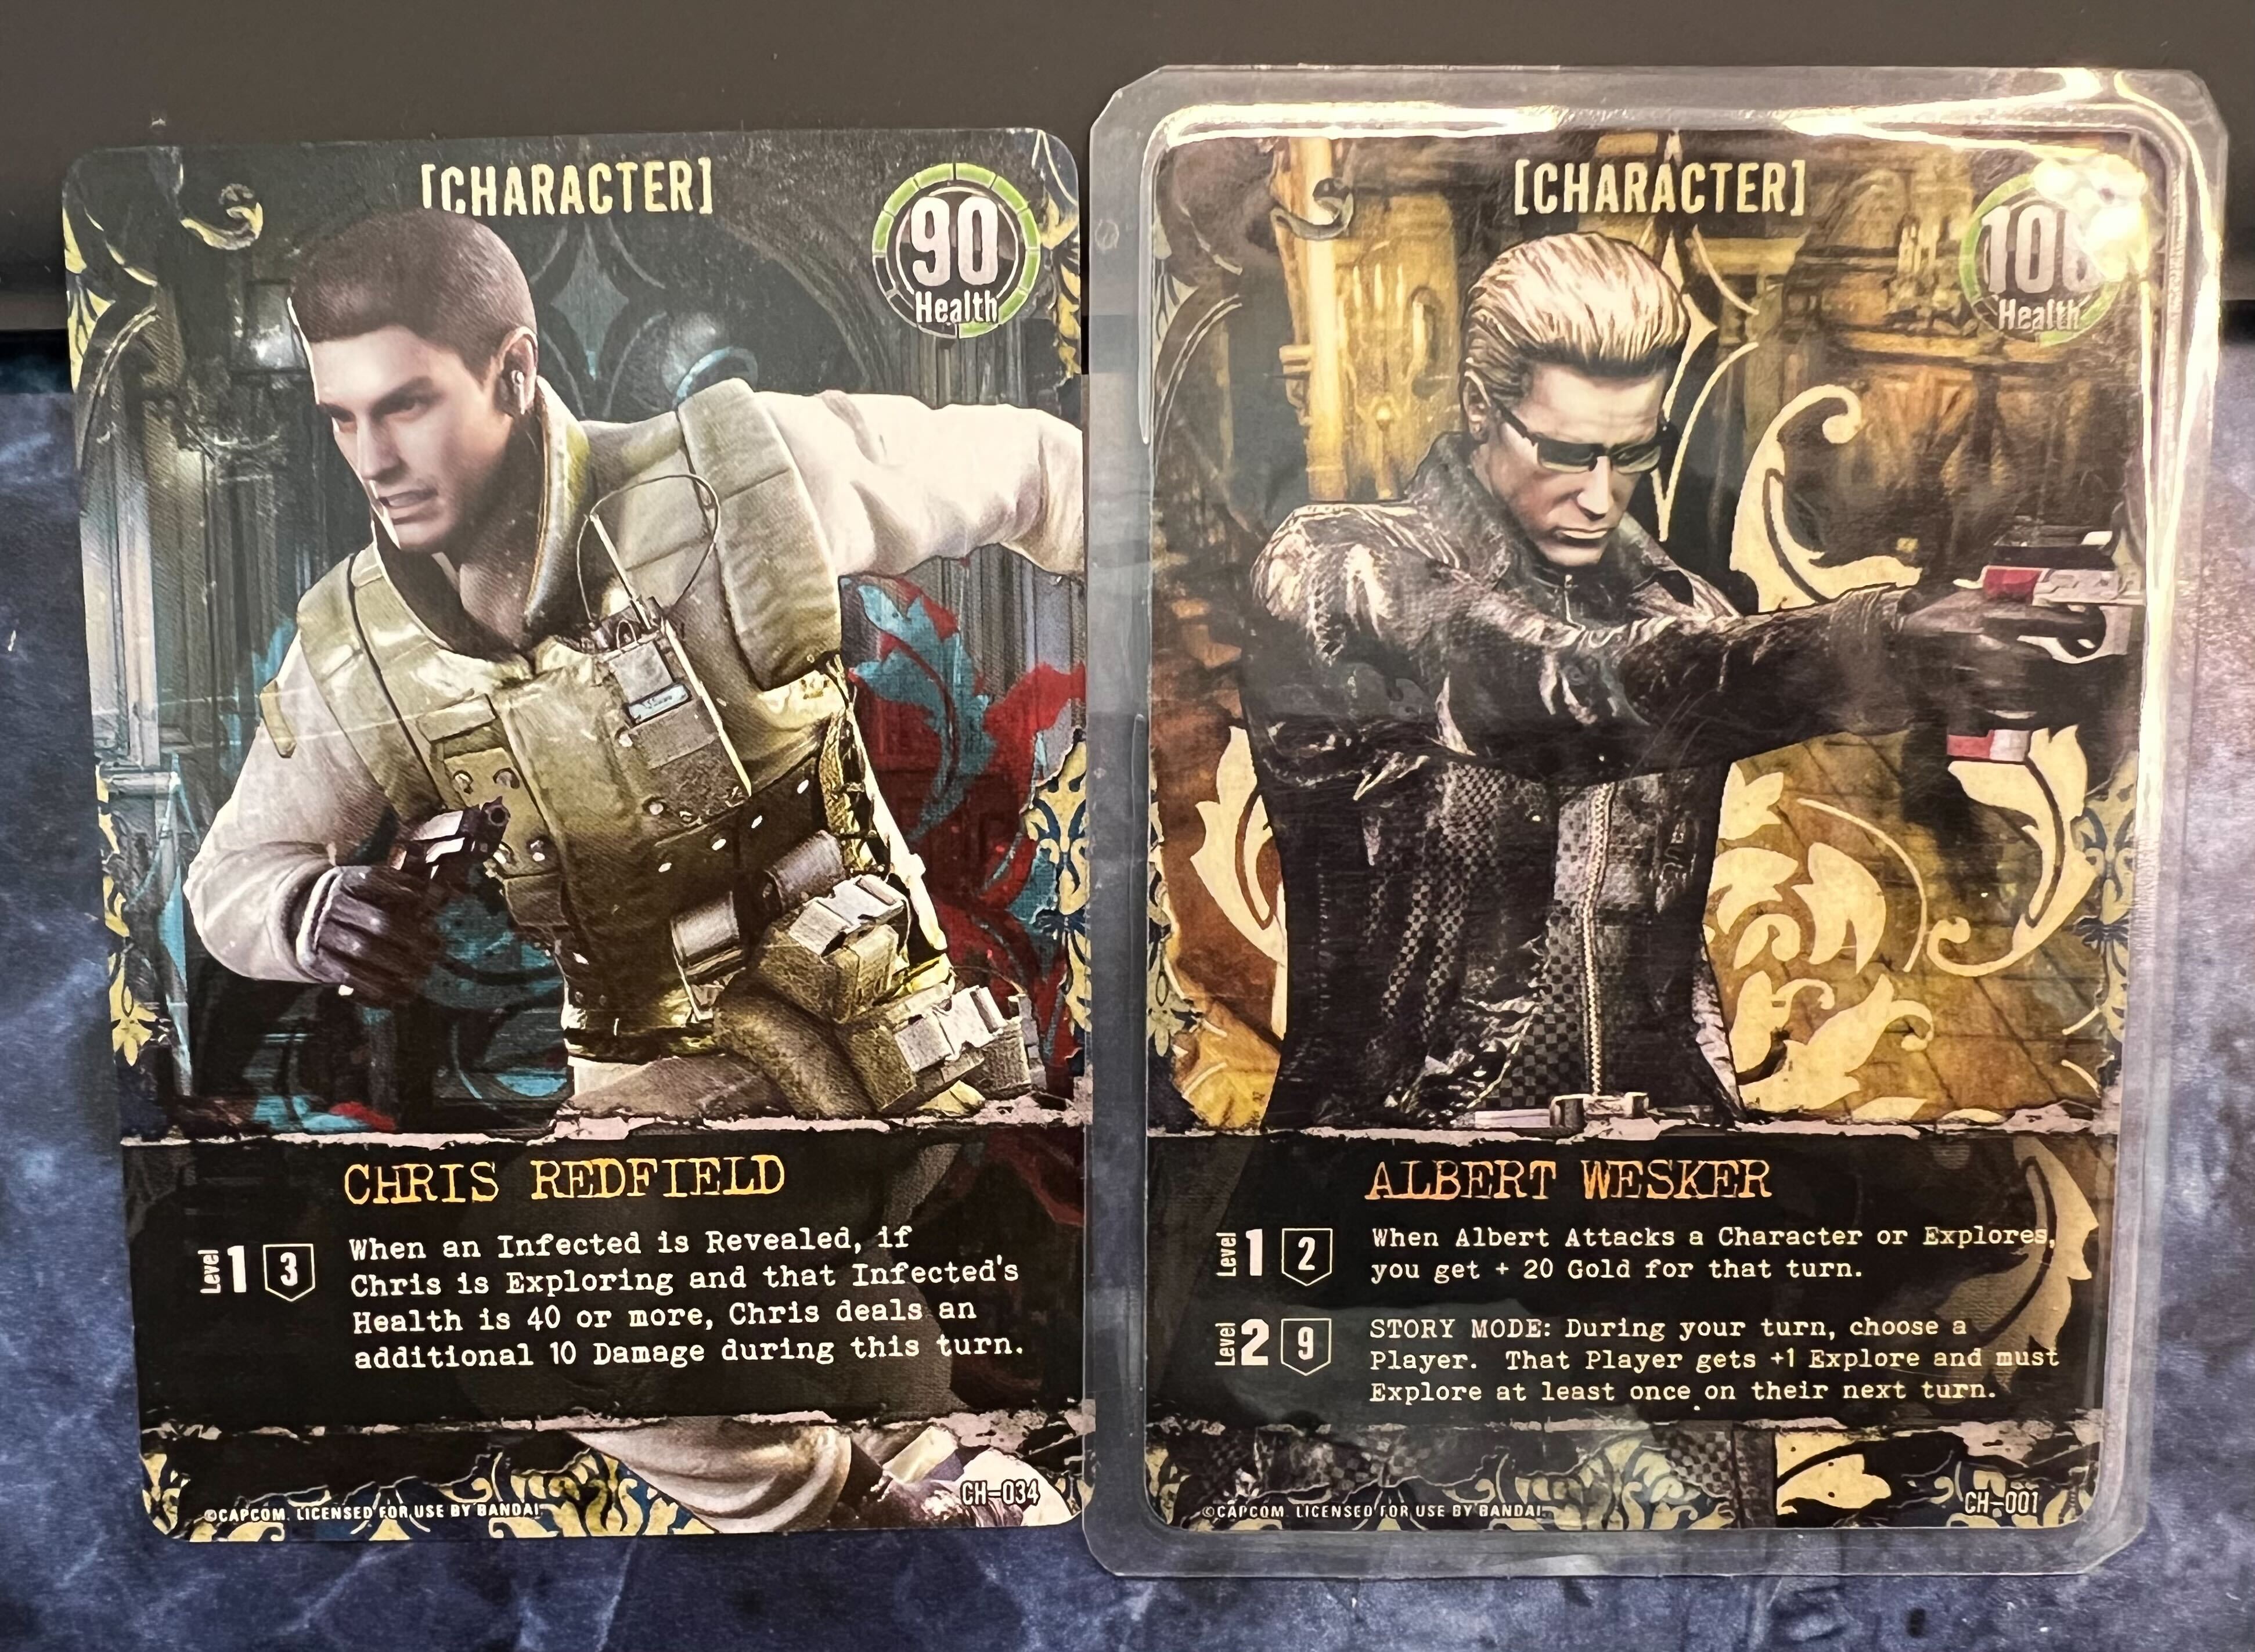 [CHARACTER]
90
Health
CHRIS REDFIELD
Level 1 3
When an Infected is Revealed, if
Chris is Exploring and that Infected's
Health is 40 or more, Chris deals an
additional 10 Damage during this turn.
©CAPCOM. LICENSED FOR USE BY BANDAI.
CH-034
[CHARACTER]
100
Health
ALBERT WESKER
Level 1 2
When Albert Attacks a Character or Explores,
you get + 20 Gold for that turn.
Level 2 9
STORY MODE: During your turn, choose a
Player. That Player gets +1 Explore and must
Explore at least once on their next turn.
©CAPCOM. LICENSED FOR USE BY BANDAI.
CH-001